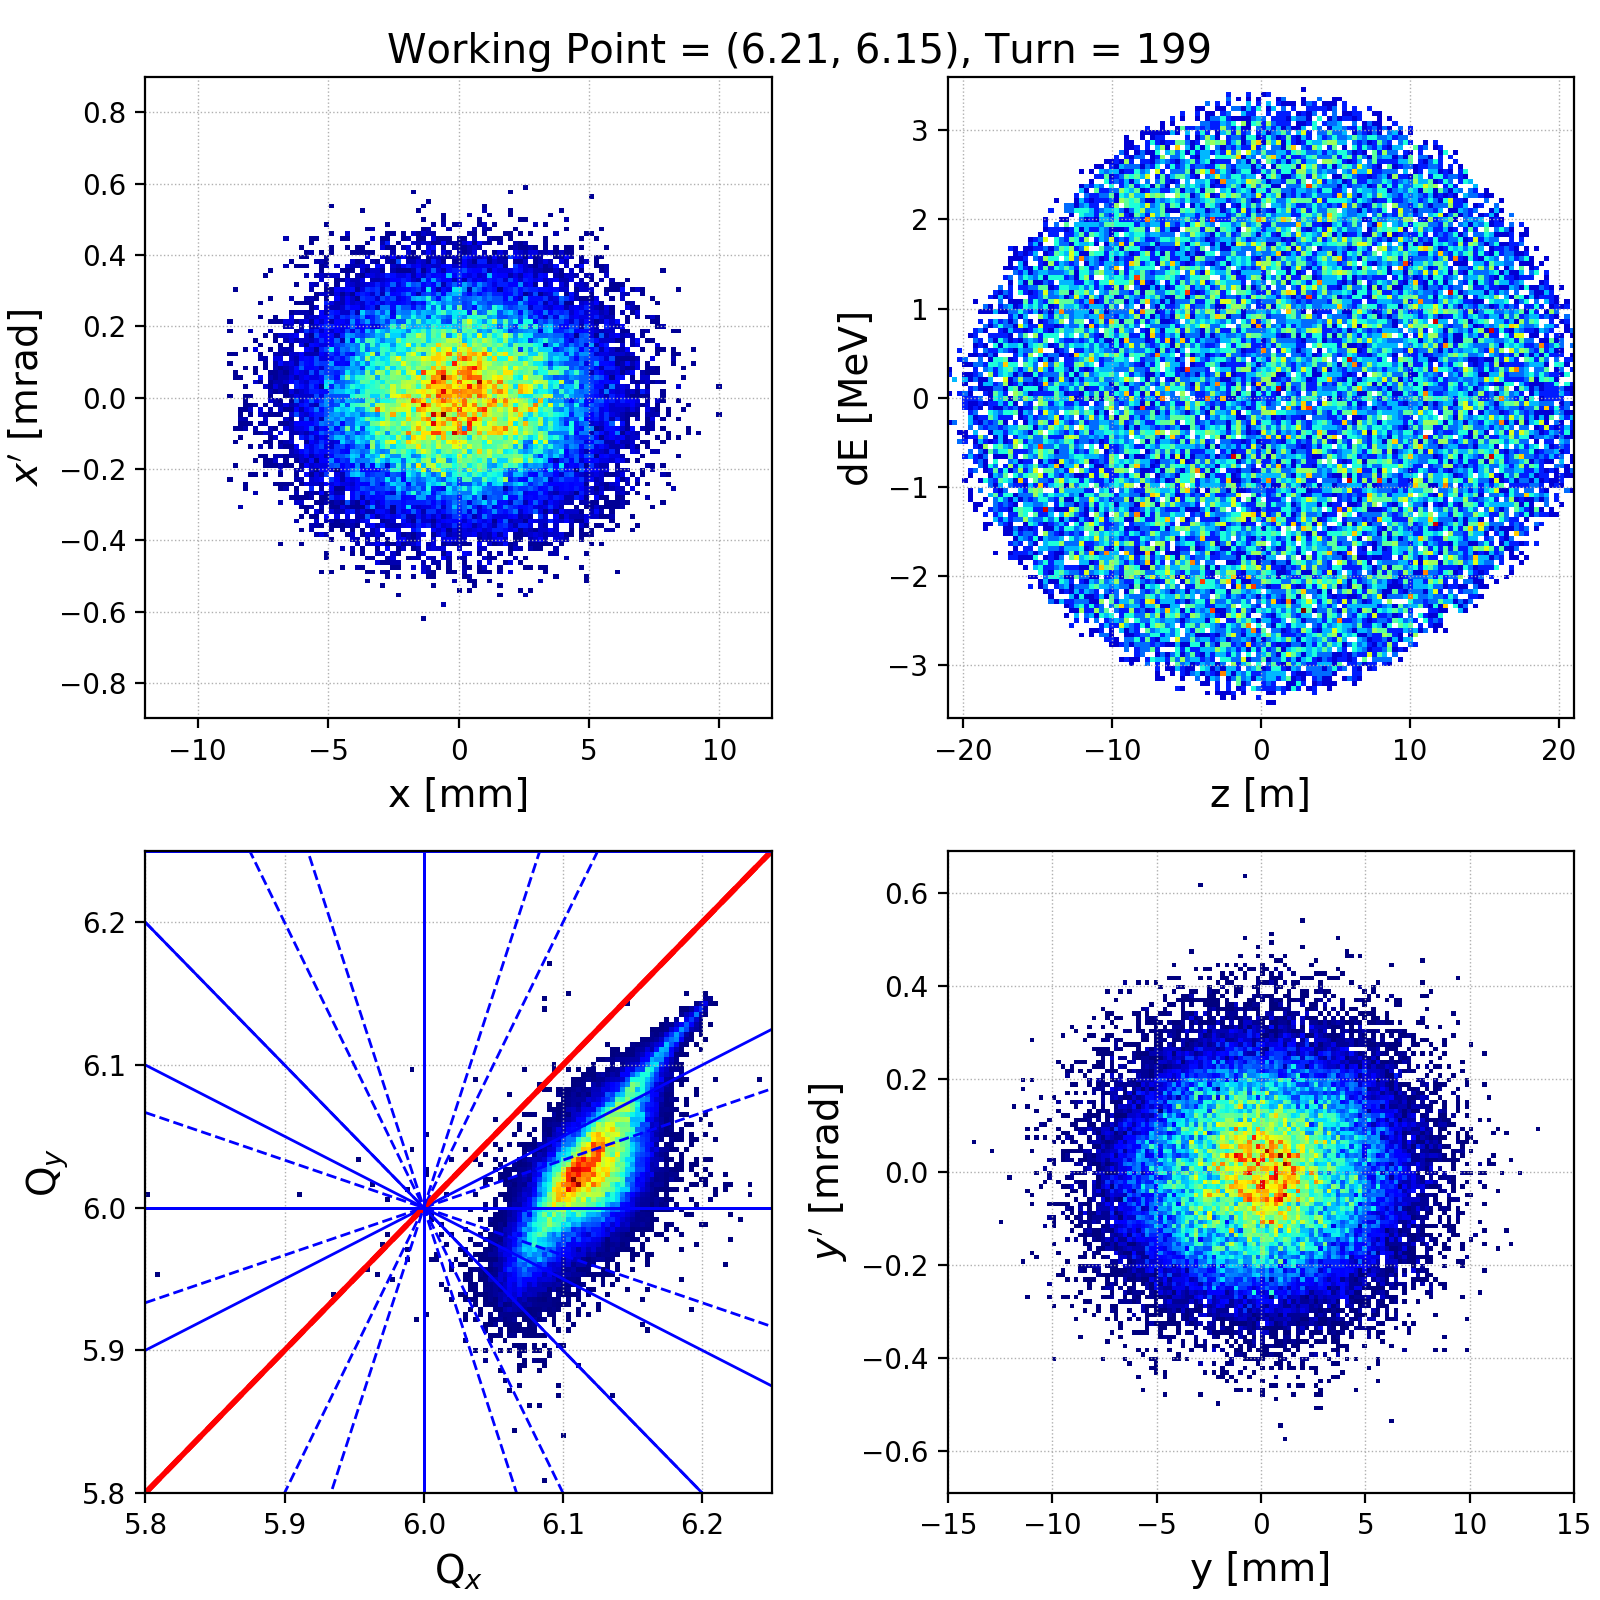 Working Point = (6.21, 6.15), Turn = 199
0.8
0.6
0.4
0.2
0.0
−0.2
−0.4
−0.6
−0.8
x′ [mrad]
−10 −5 0 5 10
x [mm]
3
2
1
0
−1
−2
−3
dE [MeV]
−20 −10 0 10 20
z [m]
6.2
6.1
6.0
5.9
5.8
Qy
5.8 5.9 6.0 6.1 6.2
Qx
0.6
0.4
0.2
0.0
−0.2
−0.4
−0.6
y′ [mrad]
−15 −10 −5 0 5 10 15
y [mm]